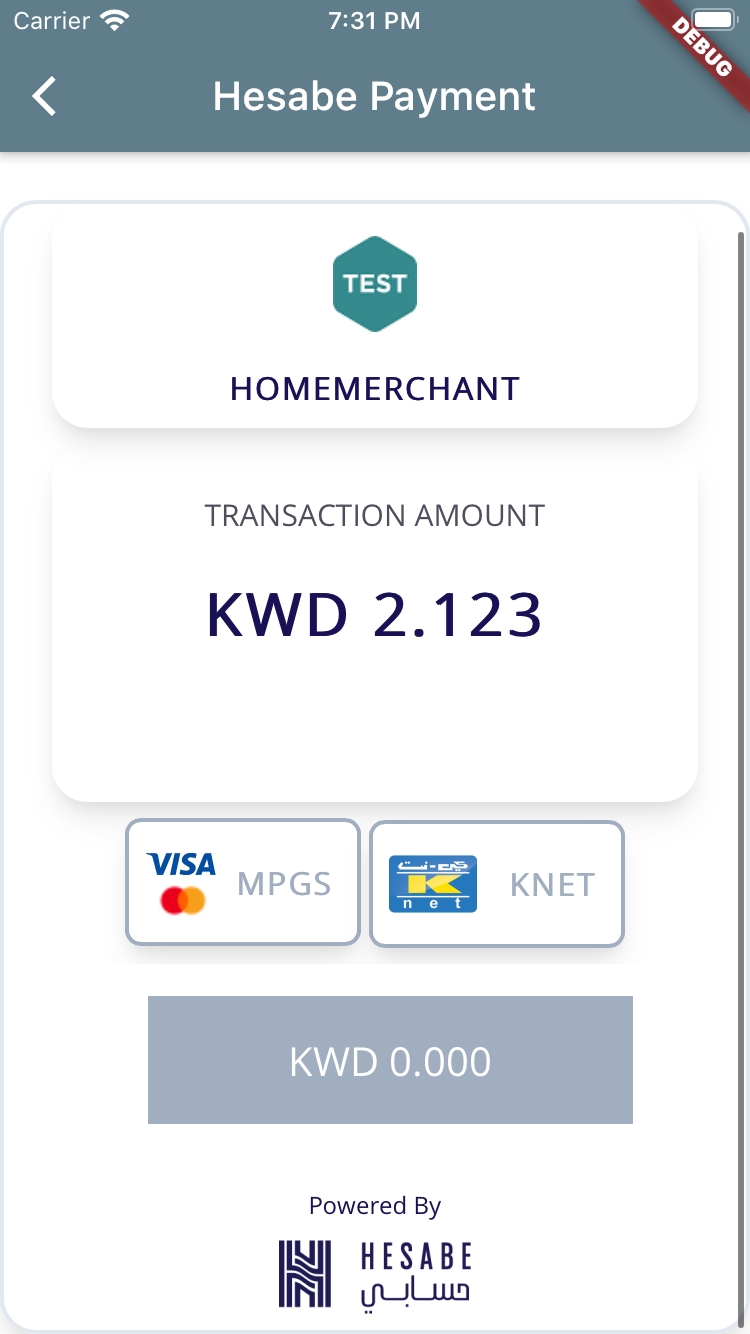 Carrier 7:31 PM
DEBUG
Hesabe Payment
TEST
HOMEMERCHANT
TRANSACTION AMOUNT
KWD 2.123
VISA MPGS
كي-نت
K
net
KNET
KWD 0.000
Powered By
HESABE
حسابي